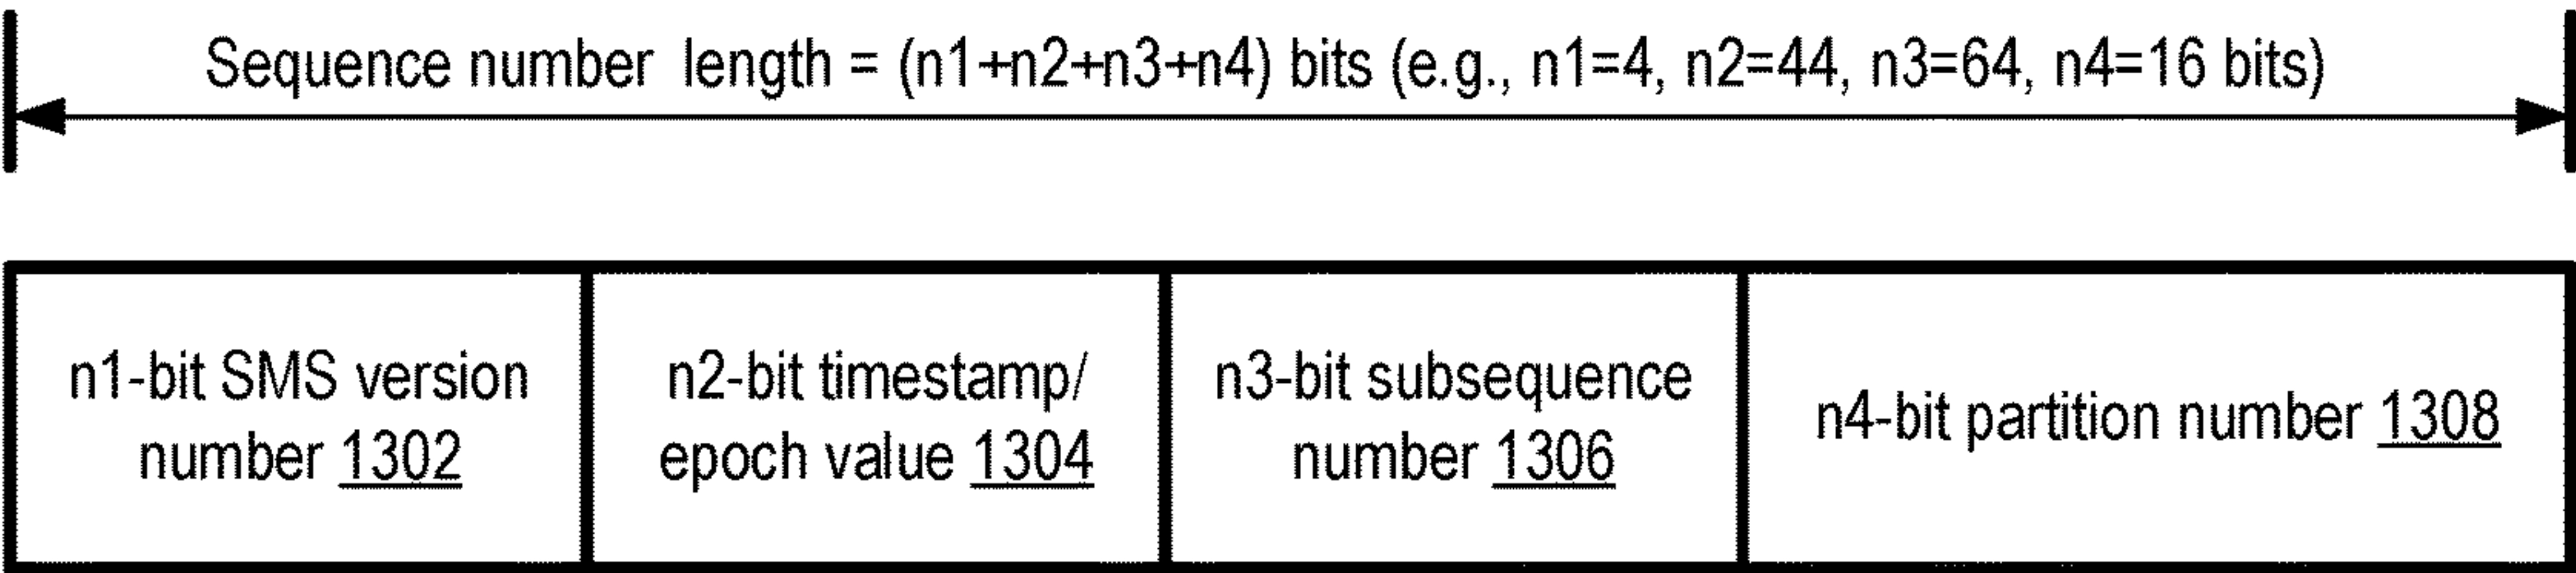 Sequence number length = (n1+n2+n3+n4) bits (e.g., n1=4, n2=44, n3=64, n4=16 bits)
n1-bit SMS version
number 1302
n2-bit timestamp/
epoch value 1304
n3-bit subsequence
number 1306
n4-bit partition number 1308